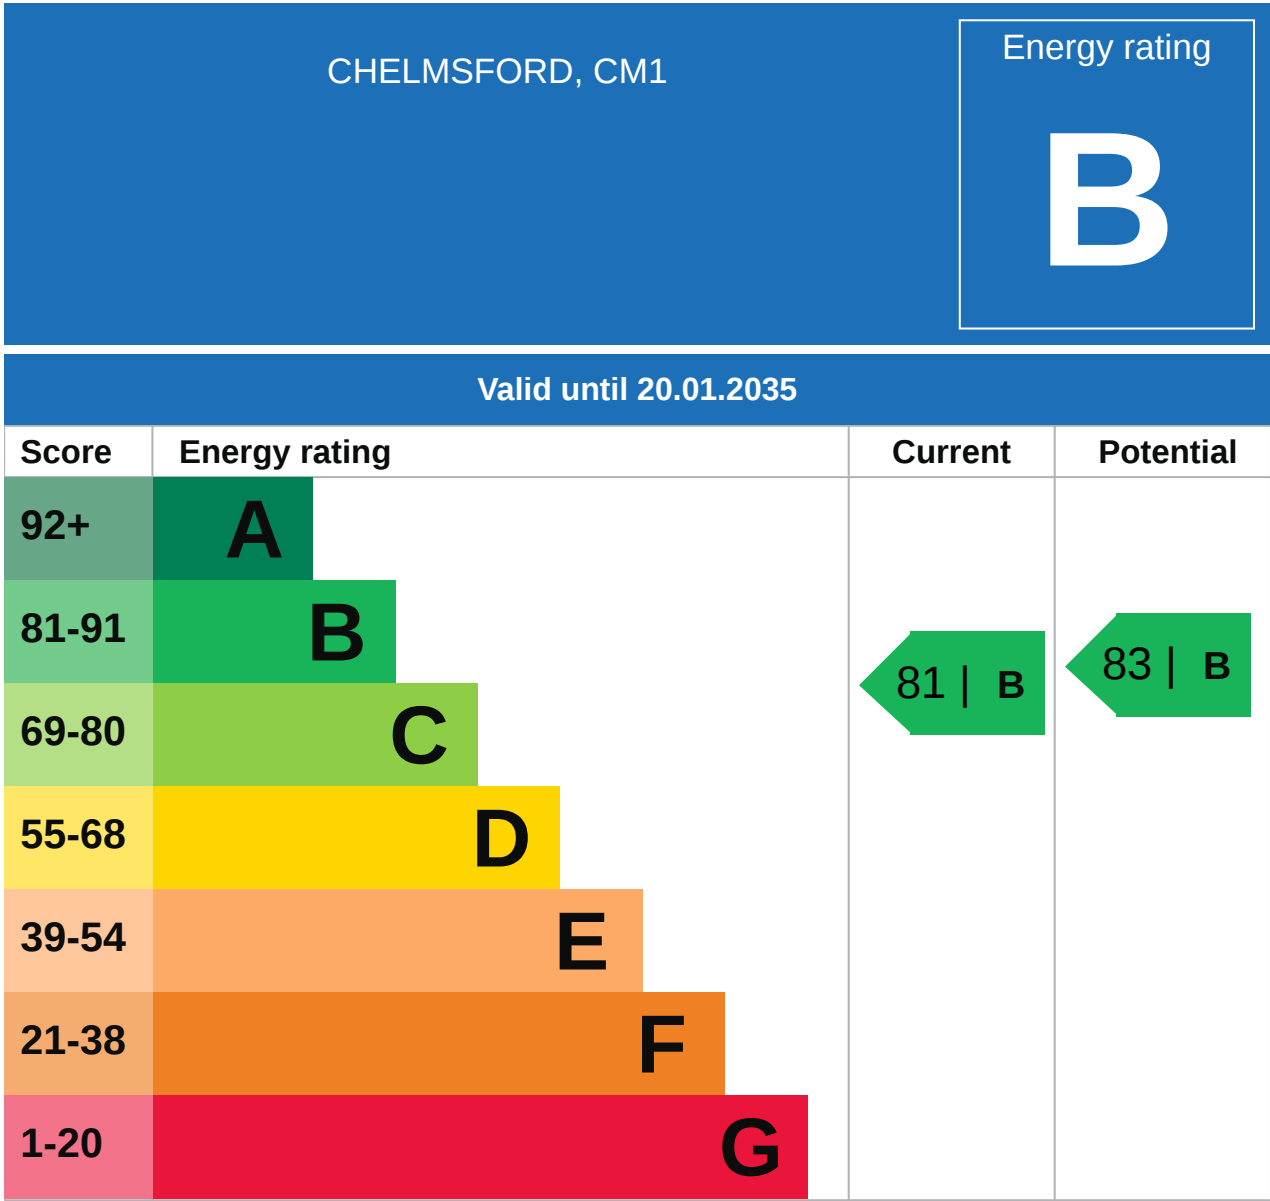 CHELMSFORD, CM1
Energy rating
B
Valid until 20.01.2035
Score Energy rating Current Potential
92+ A
81-91 B
81 | B
83 | B
69-80 C
55-68 D
39-54 E
21-38 F
1-20 G